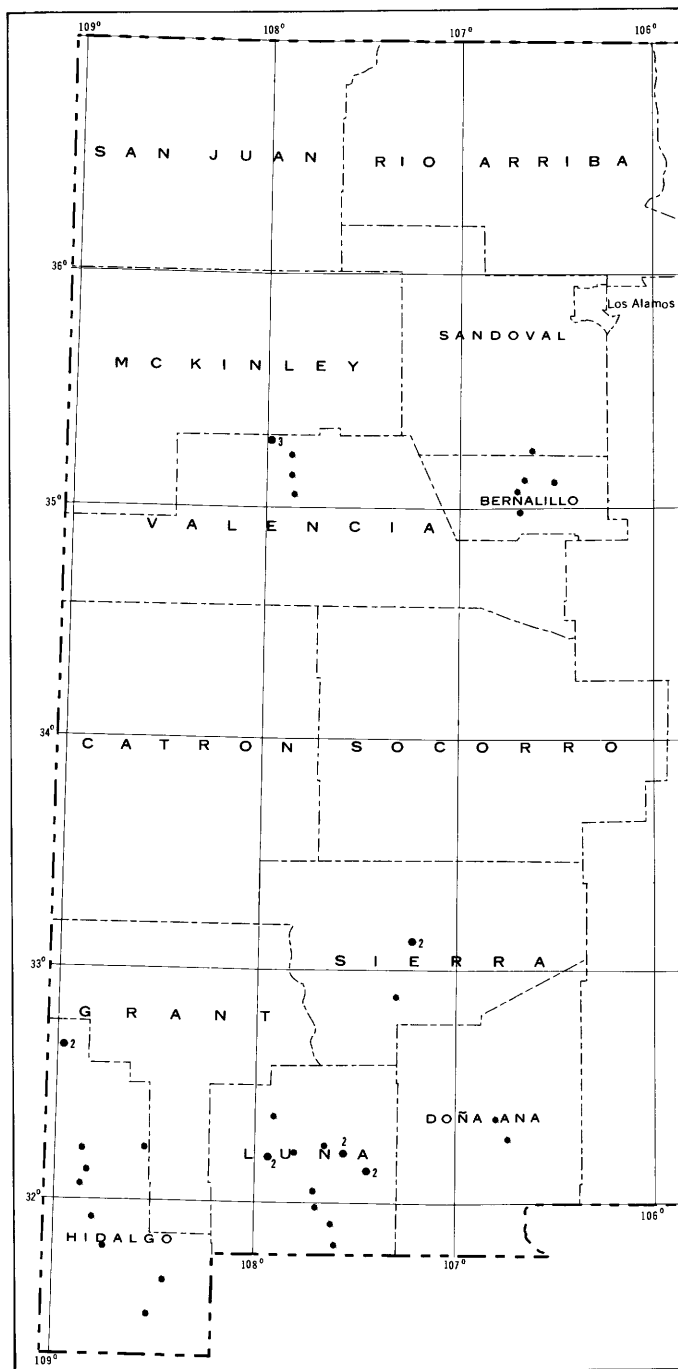 109° 108° 107° 106°
SAN JUAN RIO ARRIBA
36°
Los Alamos
SANDOVAL
MCKINLEY
3
BERNALILLO
35°
VALENCIA
34°
CATRON SOCORRO
2
33°
SIERRA
GRANT
2
DOÑA ANA
2
LUNA
2
2
32°
106°
HIDALGO
108° 107°
109°